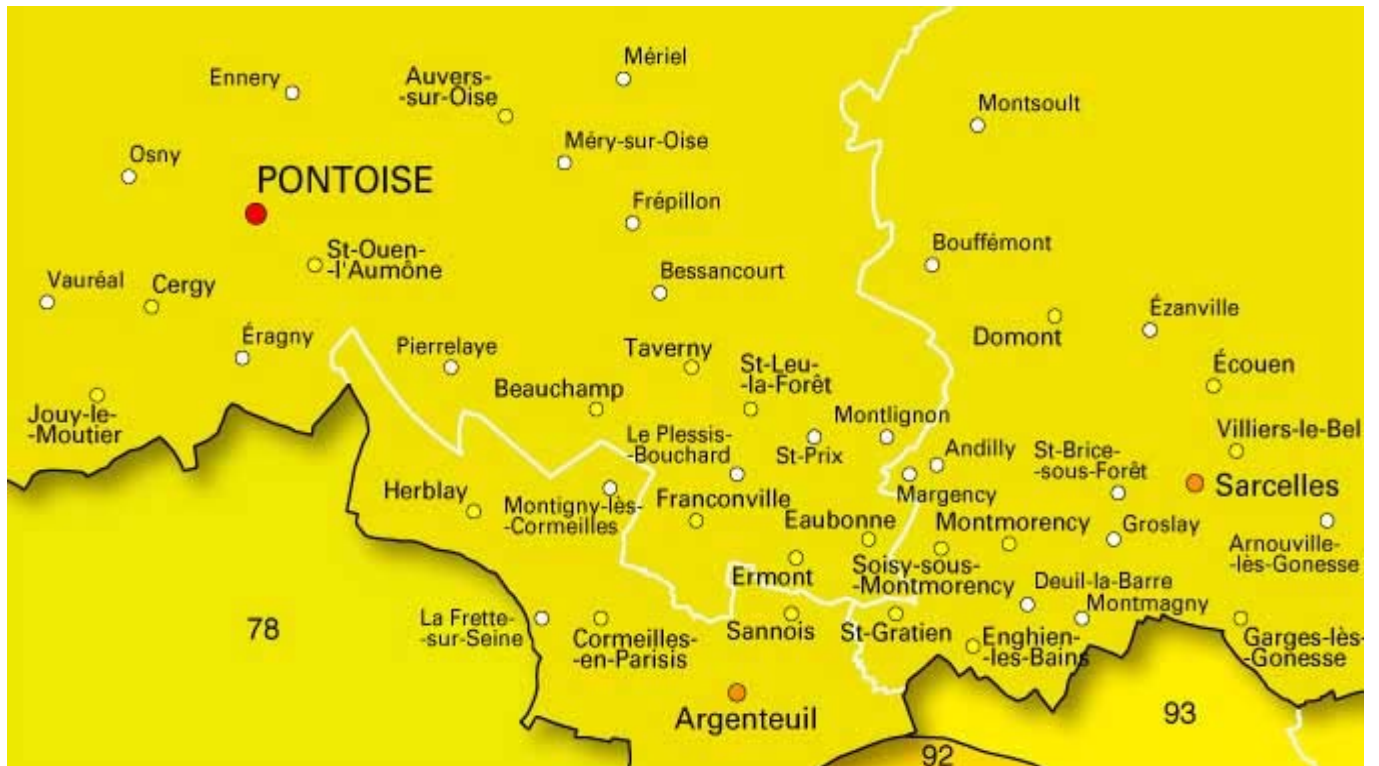 Mériel
Ennery
Auvers-
-sur-Oise
Montsoult
Méry-sur-Oise
Osny
PONTOISE
Frépillon
St-Ouen-
-l'Aumône
Bouffémont
Bessancourt
Vauréal
Cergy
Ézanville
Éragny
Pierrelaye
Taverny
Domont
St-Leu-
-la-Forêt
Écouen
Beauchamp
Jouy-le-
-Moutier
Montlignon
Le Plessis-
-Bouchard
St-Prix
Andilly
St-Brice-
-sous-Forêt
Villiers-le-Bel
Herblay
Montigny-lès-
-Cormeilles
Franconville
Margency
Sarcelles
Eaubonne
Montmorency
Groslay
Arnouville-
-lès-Gonesse
Ermont
Soisy-sous-
-Montmorency
Deuil-la-Barre
Montmagny
78
La Frette-
-sur-Seine
Cormeilles-
-en-Parisis
Sannois
St-Gratien
Enghien-
-les-Bains
Garges-lès-
-Gonesse
Argenteuil
93
92